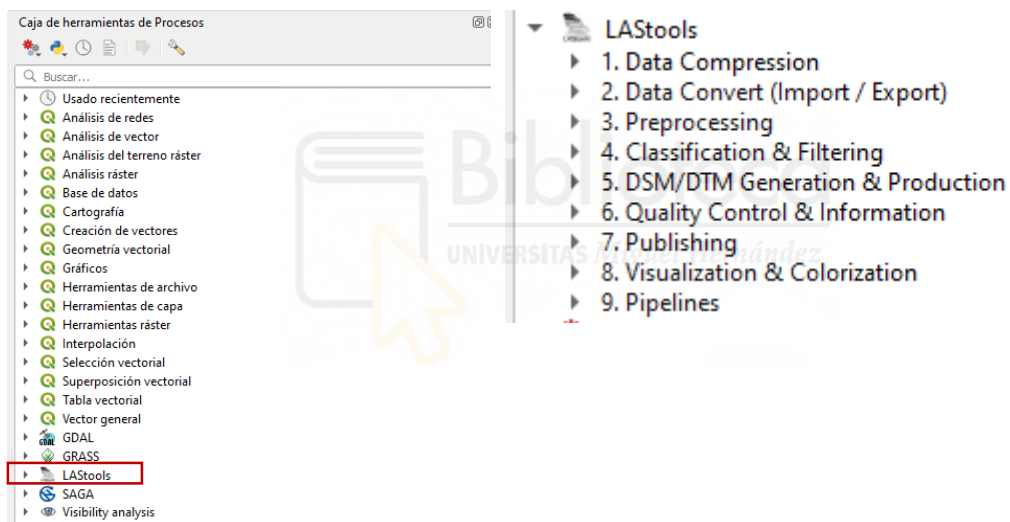 Caja de herramientas de Procesos
Buscar...
Usado recientemente
Análisis de redes
Análisis de vector
Análisis del terreno ráster
Análisis ráster
Base de datos
Cartografía
Creación de vectores
Geometría vectorial
Gráficos
Herramientas de archivo
Herramientas de capa
Herramientas ráster
Interpolación
Selección vectorial
Superposición vectorial
Tabla vectorial
Vector general
GDAL
GRASS
LAStools
SAGA
Visibility analysis
LAStools
1. Data Compression
2. Data Convert (Import / Export)
3. Preprocessing
4. Classification & Filtering
5. DSM/DTM Generation & Production
6. Quality Control & Information
7. Publishing
8. Visualization & Colorization
9. Pipelines
Biblioteca
UNIVERSITAS Miguel Hernández